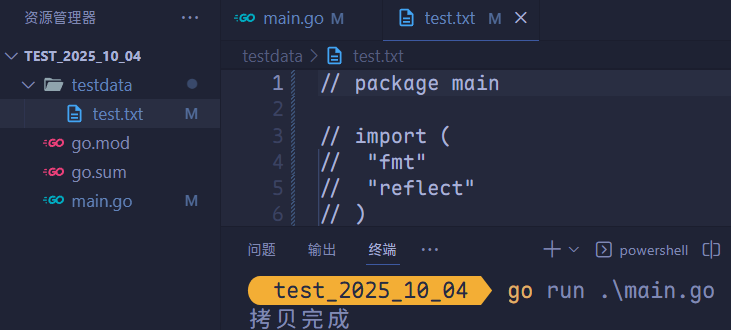 资源管理器 ···
TEST_2025_10_04
testdata
test.txt M
go.mod
go.sum
main.go M
main.go M test.txt M
testdata > test.txt
1 // package main
2
3 // import (
4 // "fmt"
5 // "reflect"
6 // )
问题 输出 终端 ··· powershell
test_2025_10_04 go run .\main.go
拷贝完成